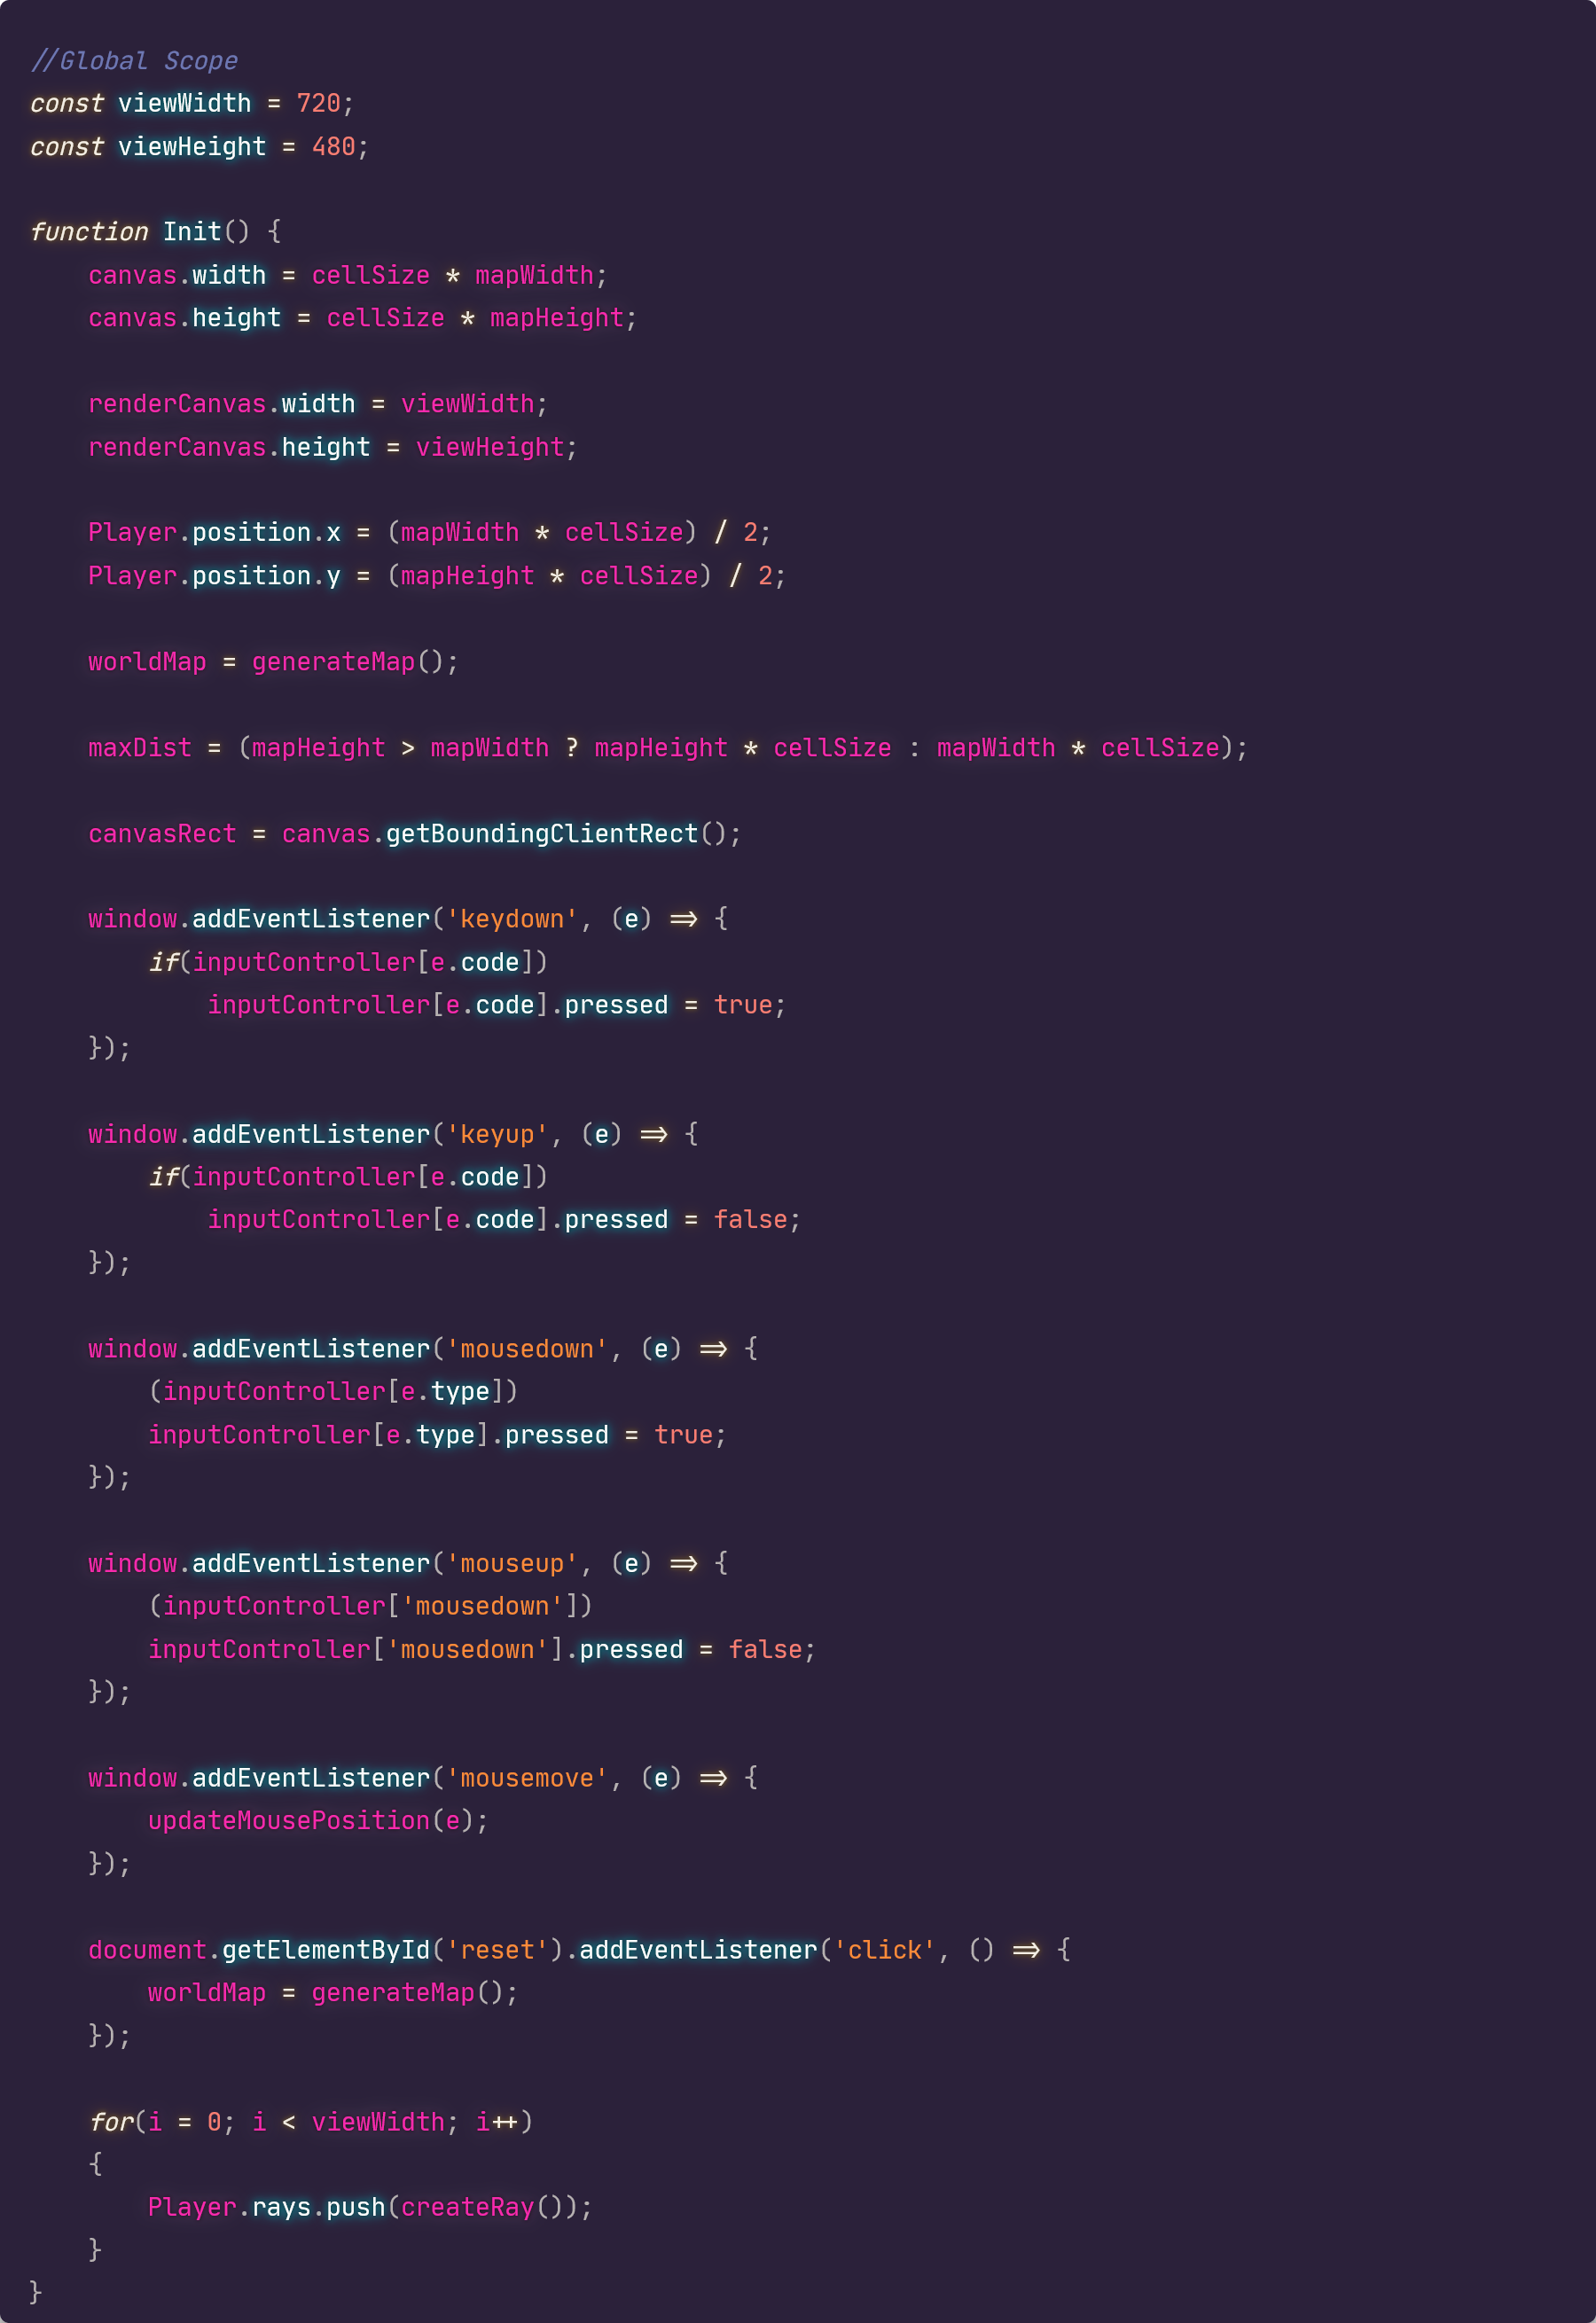 //Global Scope
const viewWidth = 720;
const viewHeight = 480;

function Init() {
    canvas.width = cellSize * mapWidth;
    canvas.height = cellSize * mapHeight;

    renderCanvas.width = viewWidth;
    renderCanvas.height = viewHeight;

    Player.position.x = (mapWidth * cellSize) / 2;
    Player.position.y = (mapHeight * cellSize) / 2;

    worldMap = generateMap();

    maxDist = (mapHeight > mapWidth ? mapHeight * cellSize : mapWidth * cellSize);

    canvasRect = canvas.getBoundingClientRect();

    window.addEventListener('keydown', (e) => {
        if(inputController[e.code])
            inputController[e.code].pressed = true;
    });

    window.addEventListener('keyup', (e) => {
        if(inputController[e.code])
            inputController[e.code].pressed = false;
    });

    window.addEventListener('mousedown', (e) => {
        (inputController[e.type])
        inputController[e.type].pressed = true;
    });

    window.addEventListener('mouseup', (e) => {
        (inputController['mousedown'])
        inputController['mousedown'].pressed = false;
    });

    window.addEventListener('mousemove', (e) => {
        updateMousePosition(e);
    });

    document.getElementById('reset').addEventListener('click', () => {
        worldMap = generateMap();
    });

    for(i = 0; i < viewWidth; i++)
    {
        Player.rays.push(createRay());
    }
}